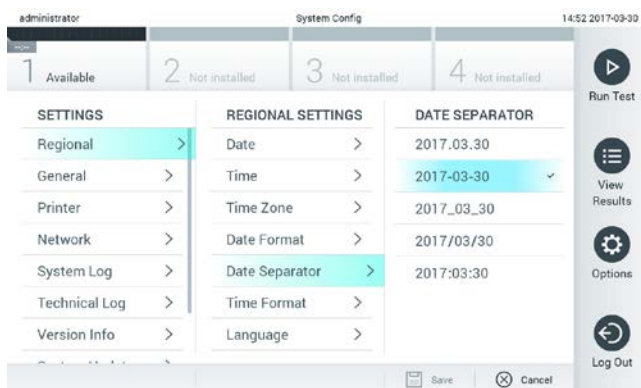 administrator System Config 14:52 2017-03-30
1 Available 2 Not installed 3 Not installed 4 Not installed
Run Test
SETTINGS REGIONAL SETTINGS DATE SEPARATOR
Regional > Date > 2017.03.30
General > Time > 2017-03-30 ✓
View Results
Printer > Time Zone > 2017_03_30
Network > Date Format > 2017/03/30
System Log > Date Separator > 2017:03:30
Options
Technical Log > Time Format >
Version Info > Language >
Log Out
Save Cancel